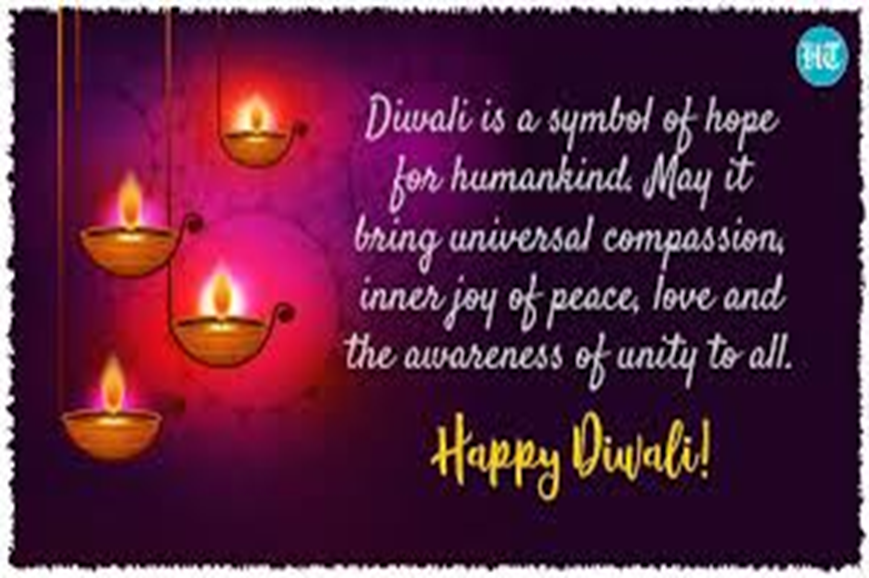 HT
Diwali is a symbol of hope
for humankind. May it
bring universal compassion,
inner joy of peace, love and
the awareness of unity to all.
Happy Diwali!